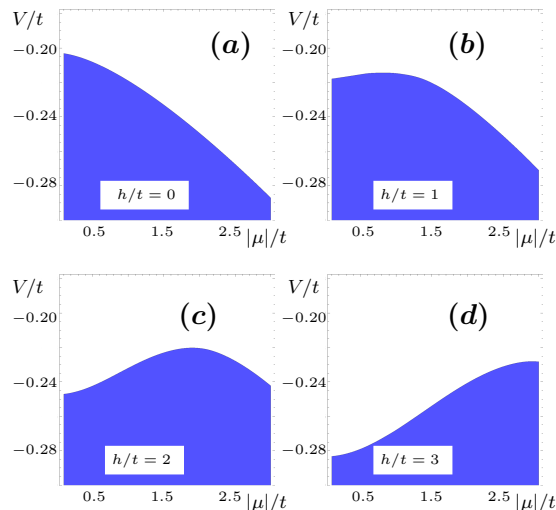 V/t
(a)
−0.20
−0.24
−0.28
h/t = 0
0.5
1.5
2.5
|μ|/t
V/t
(b)
−0.20
−0.24
−0.28
h/t = 1
0.5
1.5
2.5
|μ|/t
V/t
(c)
−0.20
−0.24
−0.28
h/t = 2
0.5
1.5
2.5
|μ|/t
V/t
(d)
−0.20
−0.24
−0.28
h/t = 3
0.5
1.5
2.5
|μ|/t